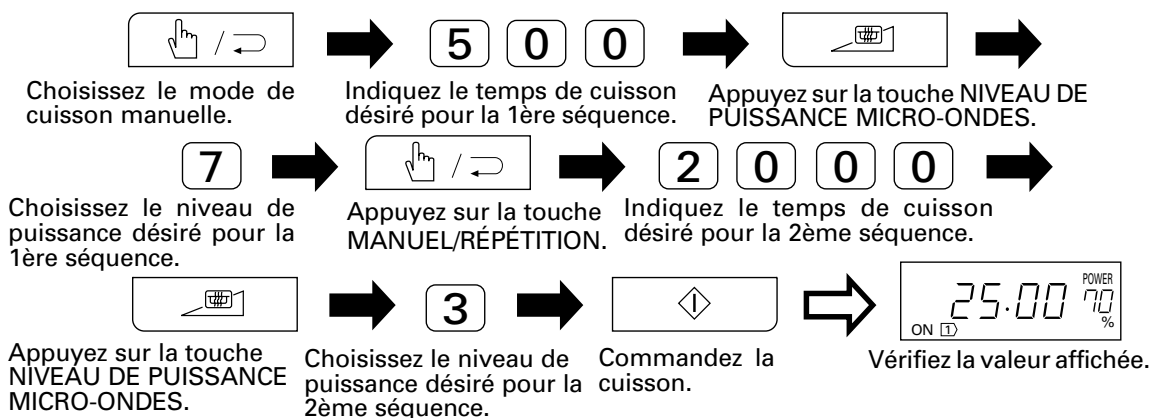 5 0 0
Choisissez le mode de
cuisson manuelle.
Indiquez le temps de cuisson
désiré pour la 1ère séquence.
Appuyez sur la touche NIVEAU DE
PUISSANCE MICRO-ONDES.
7
2 0 0 0
Choisissez le niveau de
puissance désiré pour la
1ère séquence.
Appuyez sur la touche
MANUEL/RÉPÉTITION.
Indiquez le temps de cuisson
désiré pour la 2ème séquence.
3
25.00 POWER 70 %
ON 1
Appuyez sur la touche
NIVEAU DE PUISSANCE
MICRO-ONDES.
Choisissez le niveau de
puissance désiré pour la
2ème séquence.
Commandez la
cuisson.
Vérifiez la valeur affichée.